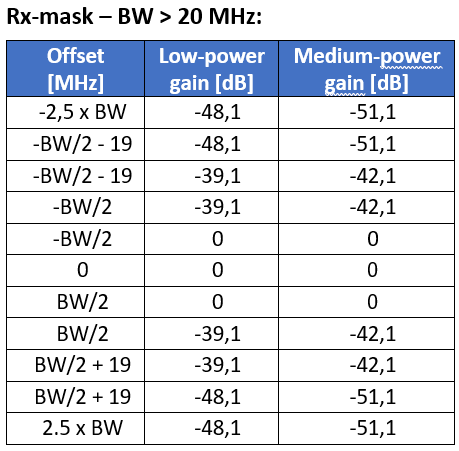 Rx-mask – BW > 20 MHz:
Offset [MHz] Low-power gain [dB] Medium-power gain [dB]
-2,5 x BW -48,1 -51,1
-BW/2 - 19 -48,1 -51,1
-BW/2 - 19 -39,1 -42,1
-BW/2 -39,1 -42,1
-BW/2 0 0
0 0 0
BW/2 0 0
BW/2 -39,1 -42,1
BW/2 + 19 -39,1 -42,1
BW/2 + 19 -48,1 -51,1
2.5 x BW -48,1 -51,1